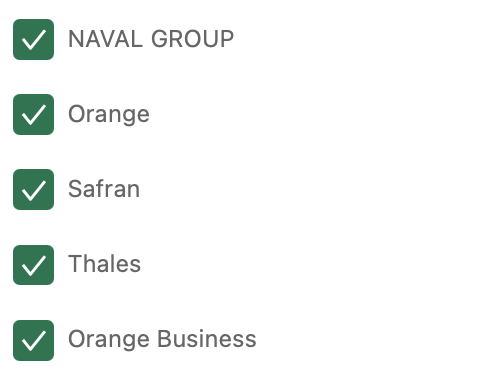 NAVAL GROUP
Orange
Safran
Thales
Orange Business